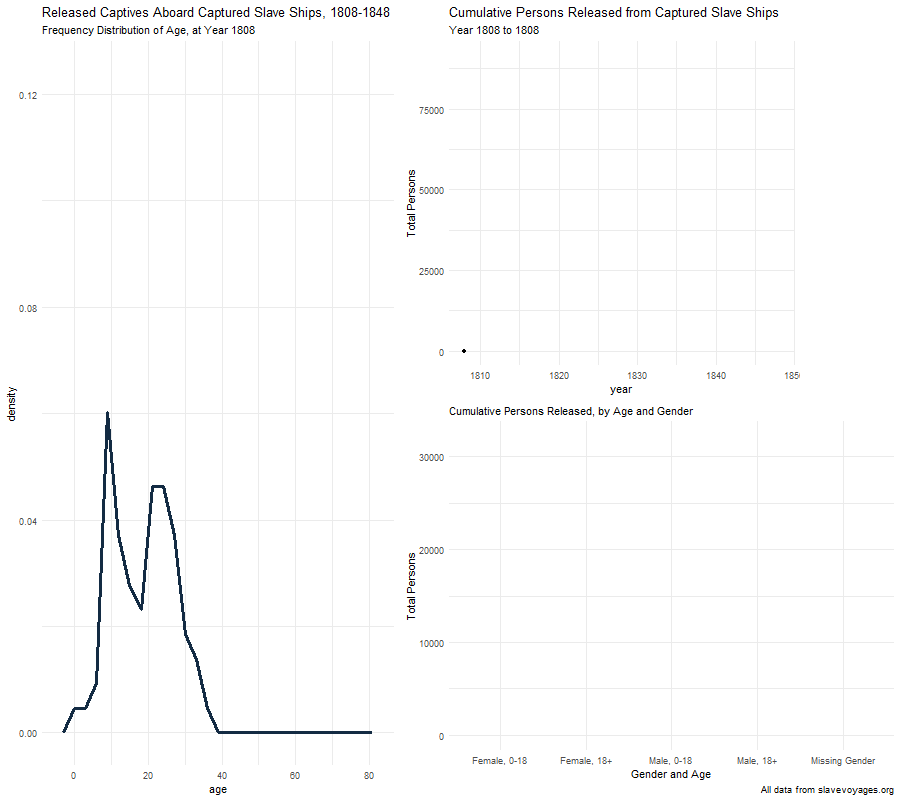 Released Captives Aboard Captured Slave Ships, 1808-1848
Frequency Distribution of Age, at Year 1808
0.12
0.08
0.04
0.00
density
0 20 40 60 80
age
Cumulative Persons Released from Captured Slave Ships
Year 1808 to 1808
75000
50000
25000
0
Total Persons
1810 1820 1830 1840 185
year
Cumulative Persons Released, by Age and Gender
30000
20000
10000
0
Total Persons
Female, 0-18 Female, 18+ Male, 0-18 Male, 18+ Missing Gender
Gender and Age
All data from slavevoyages.org